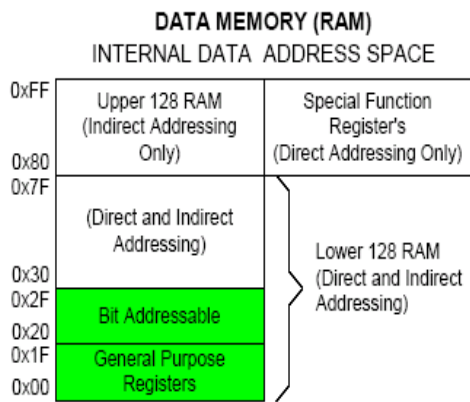 DATA MEMORY (RAM)
INTERNAL DATA ADDRESS SPACE
0xFF
Upper 128 RAM
(Indirect Addressing
Only)
0x80
Special Function
Register's
(Direct Addressing Only)
0x7F
(Direct and Indirect
Addressing)
0x30
Lower 128 RAM
(Direct and Indirect
Addressing)
0x2F
Bit Addressable
0x20
0x1F
General Purpose
Registers
0x00